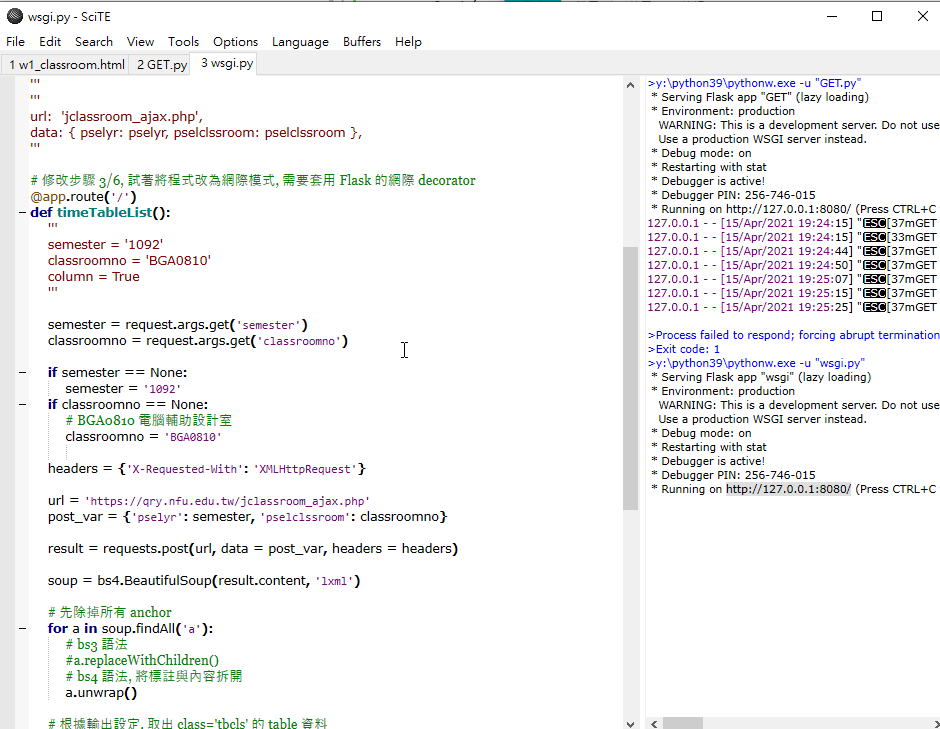 wsgi.py - SciTE
File Edit Search View Tools Options Language Buffers Help
1 w1_classroom.html 2 GET.py 3 wsgi.py
'''
'''
url:  'jclassroom_ajax.php',
data: { pselyr: pselyr, pselclssroom: pselclssroom },
'''
# 修改步驟 3/6, 試著將程式改為網際模式, 需要套用 Flask 的網際 decorator
@app.route('/')
def timeTableList():
'''
semester = '1092'
classroomno = 'BGA0810'
column = True
'''
semester = request.args.get('semester')
classroomno = request.args.get('classroomno')
if semester == None:
semester = '1092'
if classroomno == None:
# BGA0810 電腦輔助設計室
classroomno = 'BGA0810'
headers = {'X-Requested-With': 'XMLHttpRequest'}
url = 'https://qry.nfu.edu.tw/jclassroom_ajax.php'
post_var = {'pselyr': semester, 'pselclssroom': classroomno}
result = requests.post(url, data = post_var, headers = headers)
soup = bs4.BeautifulSoup(result.content, 'lxml')
# 先除掉所有 anchor
for a in soup.findAll('a'):
# bs3 語法
#a.replaceWithChildren()
# bs4 語法, 將標註與內容拆開
a.unwrap()
# 根據輸出設定, 取出 class='tbcls' 的 table 資料
>y:\python39\pythonw.exe -u "GET.py"
* Serving Flask app "GET" (lazy loading)
* Environment: production
WARNING: This is a development server. Do not use
Use a production WSGI server instead.
* Debug mode: on
* Restarting with stat
* Debugger is active!
* Debugger PIN: 256-746-015
* Running on http://127.0.0.1:8080/ (Press CTRL+C
127.0.0.1 - - [15/Apr/2021 19:24:15] "ESC[37mGET
127.0.0.1 - - [15/Apr/2021 19:24:15] "ESC[33mGET
127.0.0.1 - - [15/Apr/2021 19:24:44] "ESC[37mGET
127.0.0.1 - - [15/Apr/2021 19:24:50] "ESC[37mGET
127.0.0.1 - - [15/Apr/2021 19:25:07] "ESC[37mGET
127.0.0.1 - - [15/Apr/2021 19:25:15] "ESC[37mGET
127.0.0.1 - - [15/Apr/2021 19:25:25] "ESC[37mGET
>Process failed to respond; forcing abrupt termination
>Exit code: 1
>y:\python39\pythonw.exe -u "wsgi.py"
* Serving Flask app "wsgi" (lazy loading)
* Environment: production
WARNING: This is a development server. Do not use
Use a production WSGI server instead.
* Debug mode: on
* Restarting with stat
* Debugger is active!
* Debugger PIN: 256-746-015
* Running on http://127.0.0.1:8080/ (Press CTRL+C